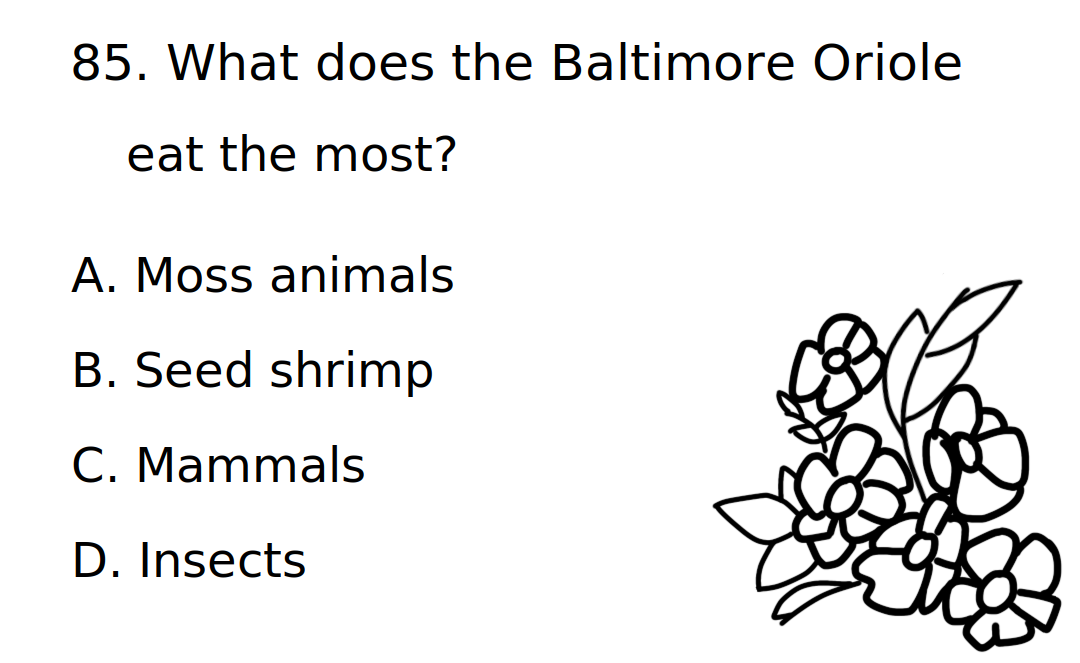 85. What does the Baltimore Oriole
eat the most?
A. Moss animals
B. Seed shrimp
C. Mammals
D. Insects